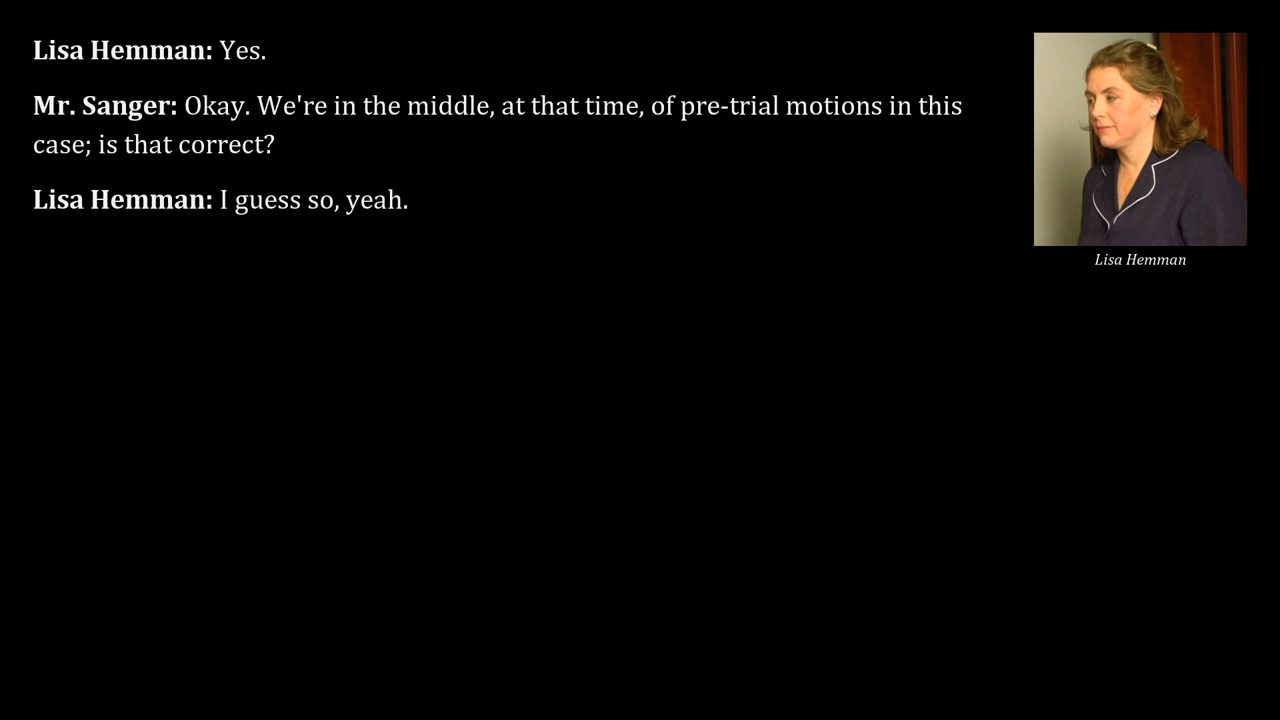 Lisa Hemman: Yes.
Mr. Sanger: Okay. We're in the middle, at that time, of pre-trial motions in this
case; is that correct?
Lisa Hemman: I guess so, yeah.
Lisa Hemman